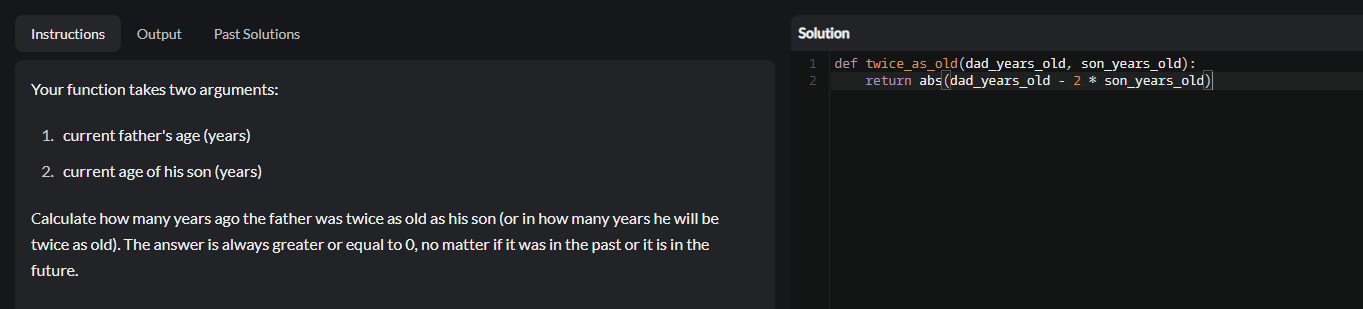 Instructions Output Past Solutions
Your function takes two arguments:
1. current father's age (years)
2. current age of his son (years)
Calculate how many years ago the father was twice as old as his son (or in how many years he will be
twice as old). The answer is always greater or equal to 0, no matter if it was in the past or it is in the
future.
Solution
1 def twice_as_old(dad_years_old, son_years_old):
2     return abs(dad_years_old - 2 * son_years_old)